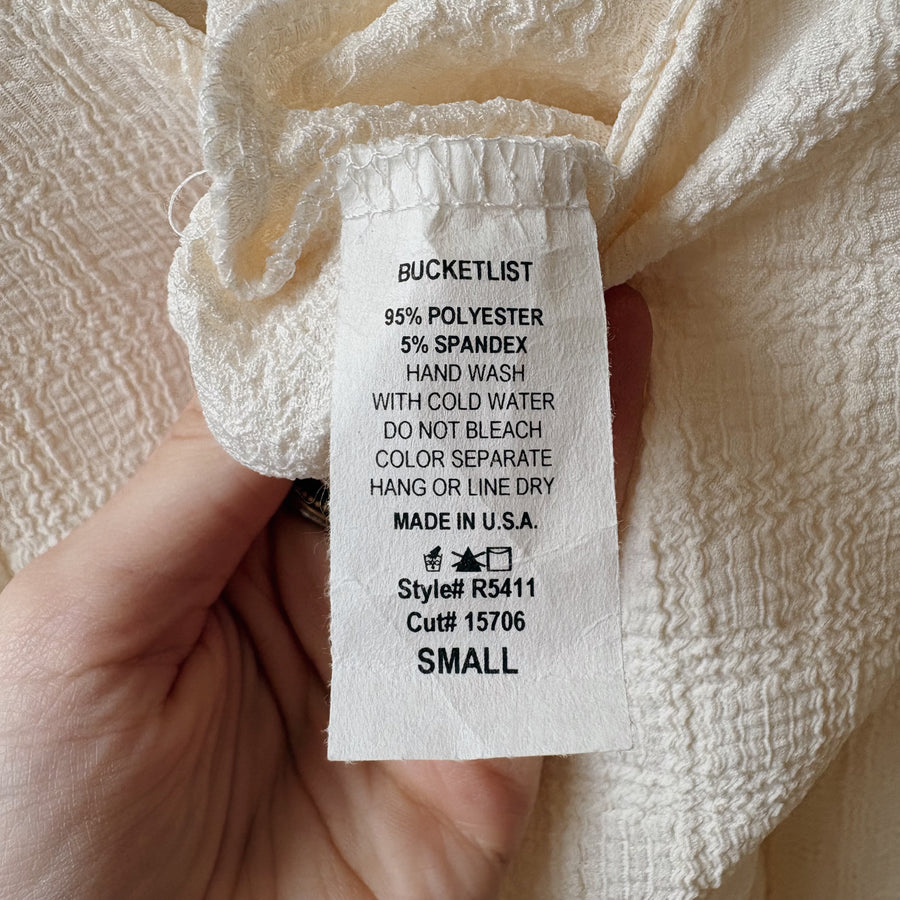 BUCKETLIST
95% POLYESTER
5% SPANDEX
HAND WASH
WITH COLD WATER
DO NOT BLEACH
COLOR SEPARATE
HANG OR LINE DRY
MADE IN U.S.A.
Style# R5411
Cut# 15706
SMALL